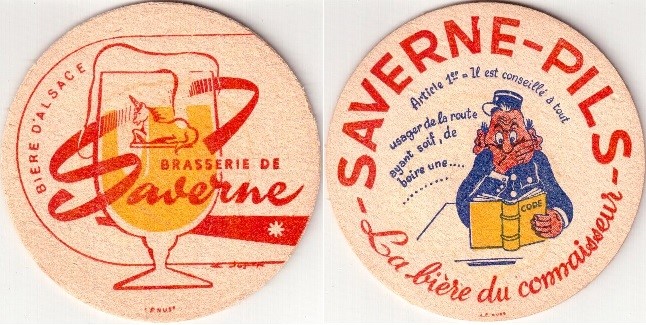 BIÈRE D'ALSACE
BRASSERIE DE
Saverne
SAVERNE-PILS
Article 1er = Il est conseillé à tout
usager de la route
ayant soif, de
boire une....
CODE
La bière du connaisseur